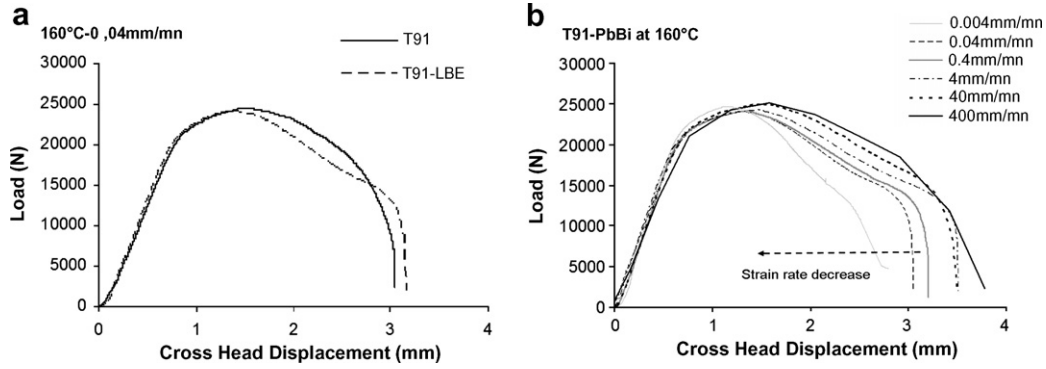 a
160°C-0 ,04mm/mn
T91
T91-LBE
30000
25000
20000
15000
10000
5000
0
Load (N)
0 1 2 3 4
Cross Head Displacement (mm)
b
T91-PbBi at 160°C
0.004mm/mn
0.04mm/mn
0.4mm/mn
4mm/mn
40mm/mn
400mm/mn
35000
30000
25000
20000
15000
10000
5000
0
Load (N)
Strain rate decrease
0 1 2 3 4
Cross Head Displacement (mm)